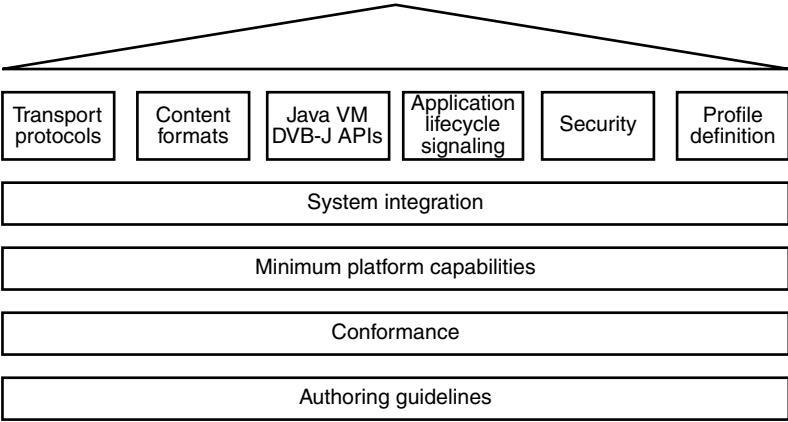 Transport
protocols
Content
formats
Java VM
DVB-J APIs
Application
lifecycle
signaling
Security
Profile
definition
System integration
Minimum platform capabilities
Conformance
Authoring guidelines